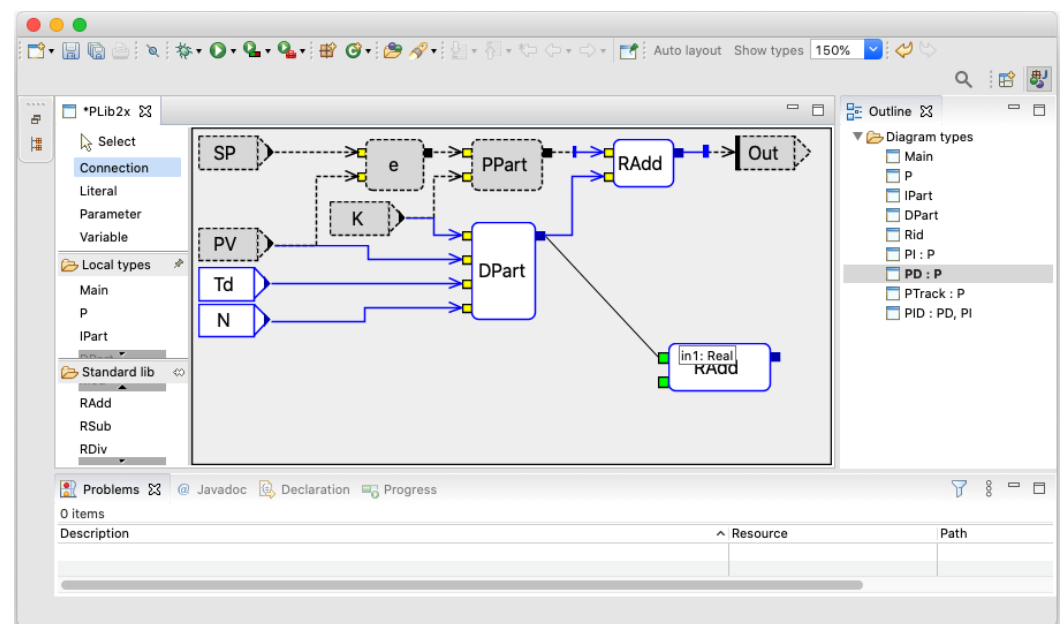 Auto layout Show types 150%
*PLib2x
Select
Connection
Literal
Parameter
Variable
Local types
Main
P
IPart
Standard lib
RAdd
RSub
RDiv
SP
e
PPart
RAdd
Out
K
PV
DPart
Td
N
in1: Real
RAdd
Outline
Diagram types
Main
P
IPart
DPart
Rid
PI : P
PD : P
PTrack : P
PID : PD, PI
Problems @ Javadoc Declaration Progress
0 items
Description Resource Path